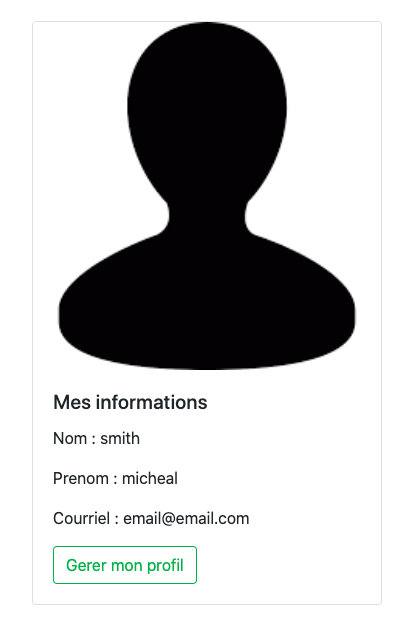 Mes informations
Nom : smith
Prenom : micheal
Courriel : email@email.com
Gerer mon profil